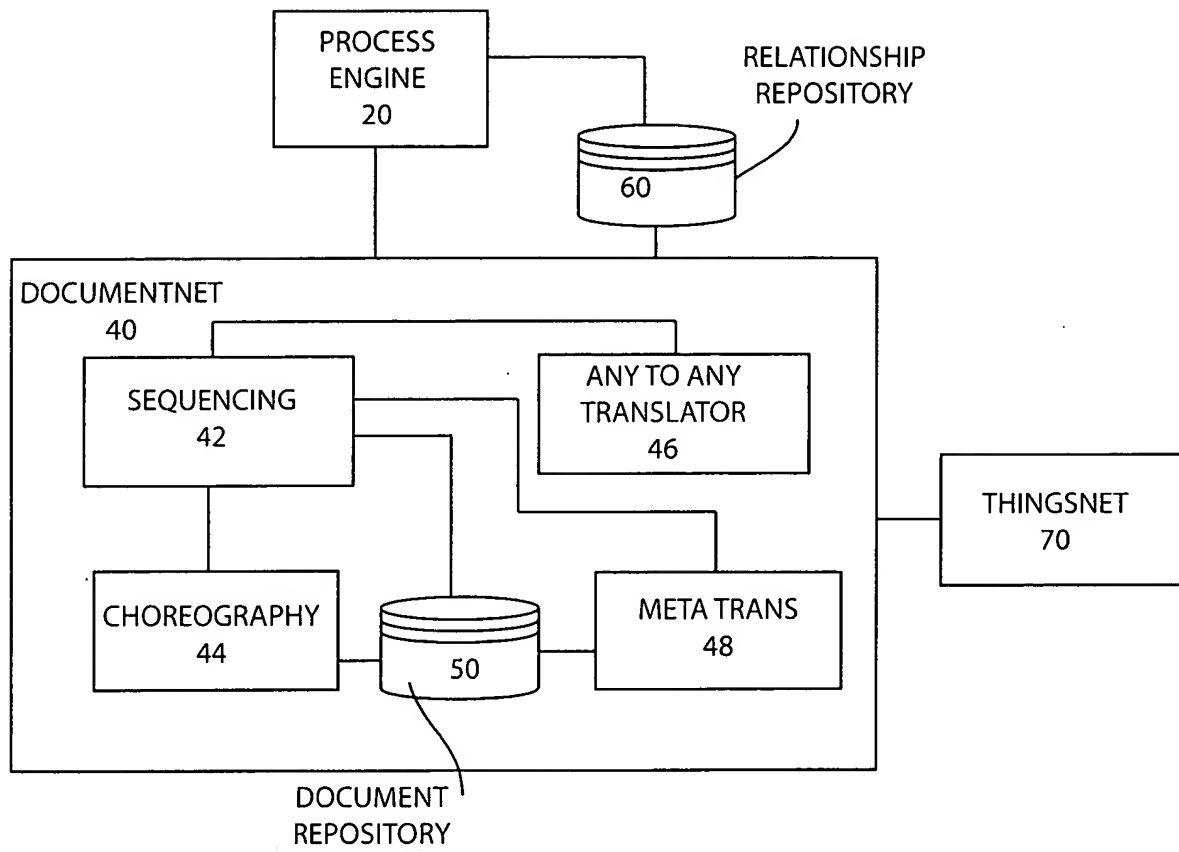 PROCESS
ENGINE
20
RELATIONSHIP
REPOSITORY
60
DOCUMENTNET
40
SEQUENCING
42
ANY TO ANY
TRANSLATOR
46
THINGSNET
70
CHOREOGRAPHY
44
50
META TRANS
48
DOCUMENT
REPOSITORY